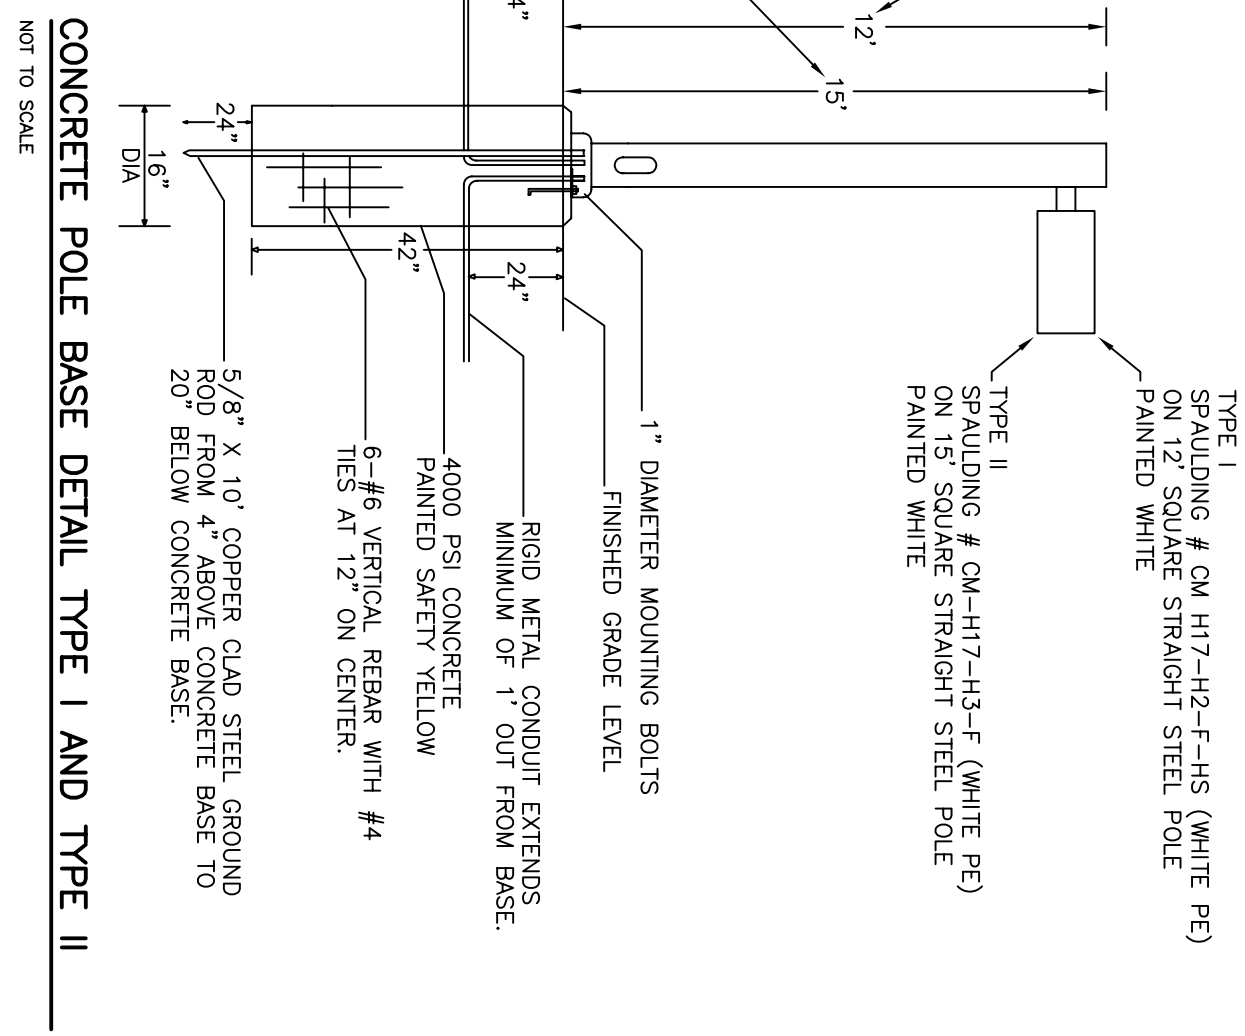 TYPE I
SPAULDING # CM H17-H2-F-HS (WHITE PE)
ON 12' SQUARE STRAIGHT STEEL POLE
PAINTED WHITE
TYPE II
SPAULDING # CM-H17-H3-F (WHITE PE)
ON 15' SQUARE STRAIGHT STEEL POLE
PAINTED WHITE
12'
15'
1" DIAMETER MOUNTING BOLTS
FINISHED GRADE LEVEL
4"
24"
RIGID METAL CONDUIT EXTENDS
MINIMUM OF 1' OUT FROM BASE.
42"
4000 PSI CONCRETE
PAINTED SAFETY YELLOW
6-#6 VERTICAL REBAR WITH #4
TIES AT 12" ON CENTER.
24"
5/8" X 10' COPPER CLAD STEEL GROUND
ROD FROM 4" ABOVE CONCRETE BASE TO
20" BELOW CONCRETE BASE.
16"
DIA
CONCRETE POLE BASE DETAIL TYPE I AND TYPE II
NOT TO SCALE